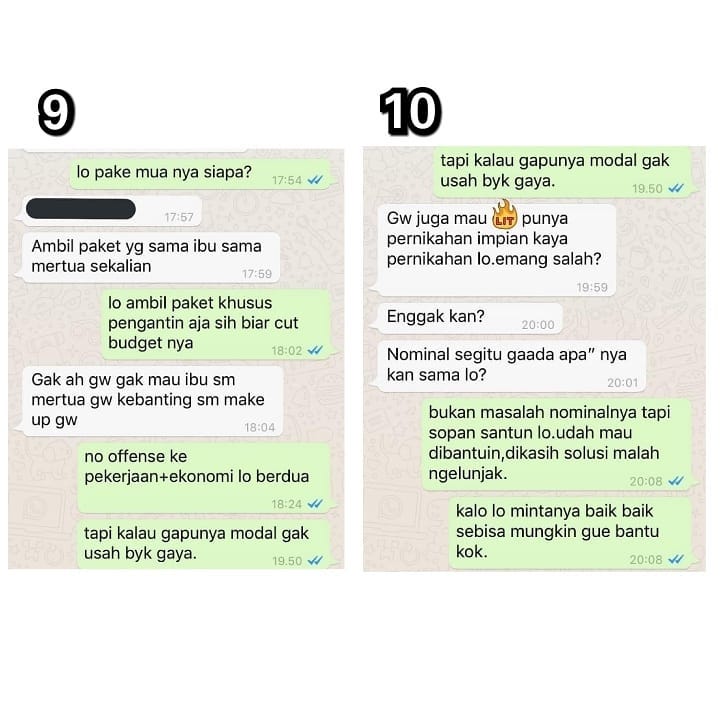 9
lo pake mua nya siapa?
17:54
17:57
Ambil paket yg sama ibu sama
mertua sekalian
17:59
lo ambil paket khusus
pengantin aja sih biar cut
budget nya
18:02
Gak ah gw gak mau ibu sm
mertua gw kebanting sm make
up gw
18:04
no offense ke
pekerjaan+ekonomi lo berdua
18:24
tapi kalau gapunya modal gak
usah byk gaya.
19.50
10
tapi kalau gapunya modal gak
usah byk gaya.
19.50
Gw juga mau LIT punya
pernikahan impian kaya
pernikahan lo.emang salah?
19:59
Enggak kan?
20:00
Nominal segitu gaada apa” nya
kan sama lo?
20:01
bukan masalah nominalnya tapi
sopan santun lo.udah mau
dibantuin,dikasih solusi malah
ngelunjak.
20:08
kalo lo mintanya baik baik
sebisa mungkin gue bantu
kok.
20:08